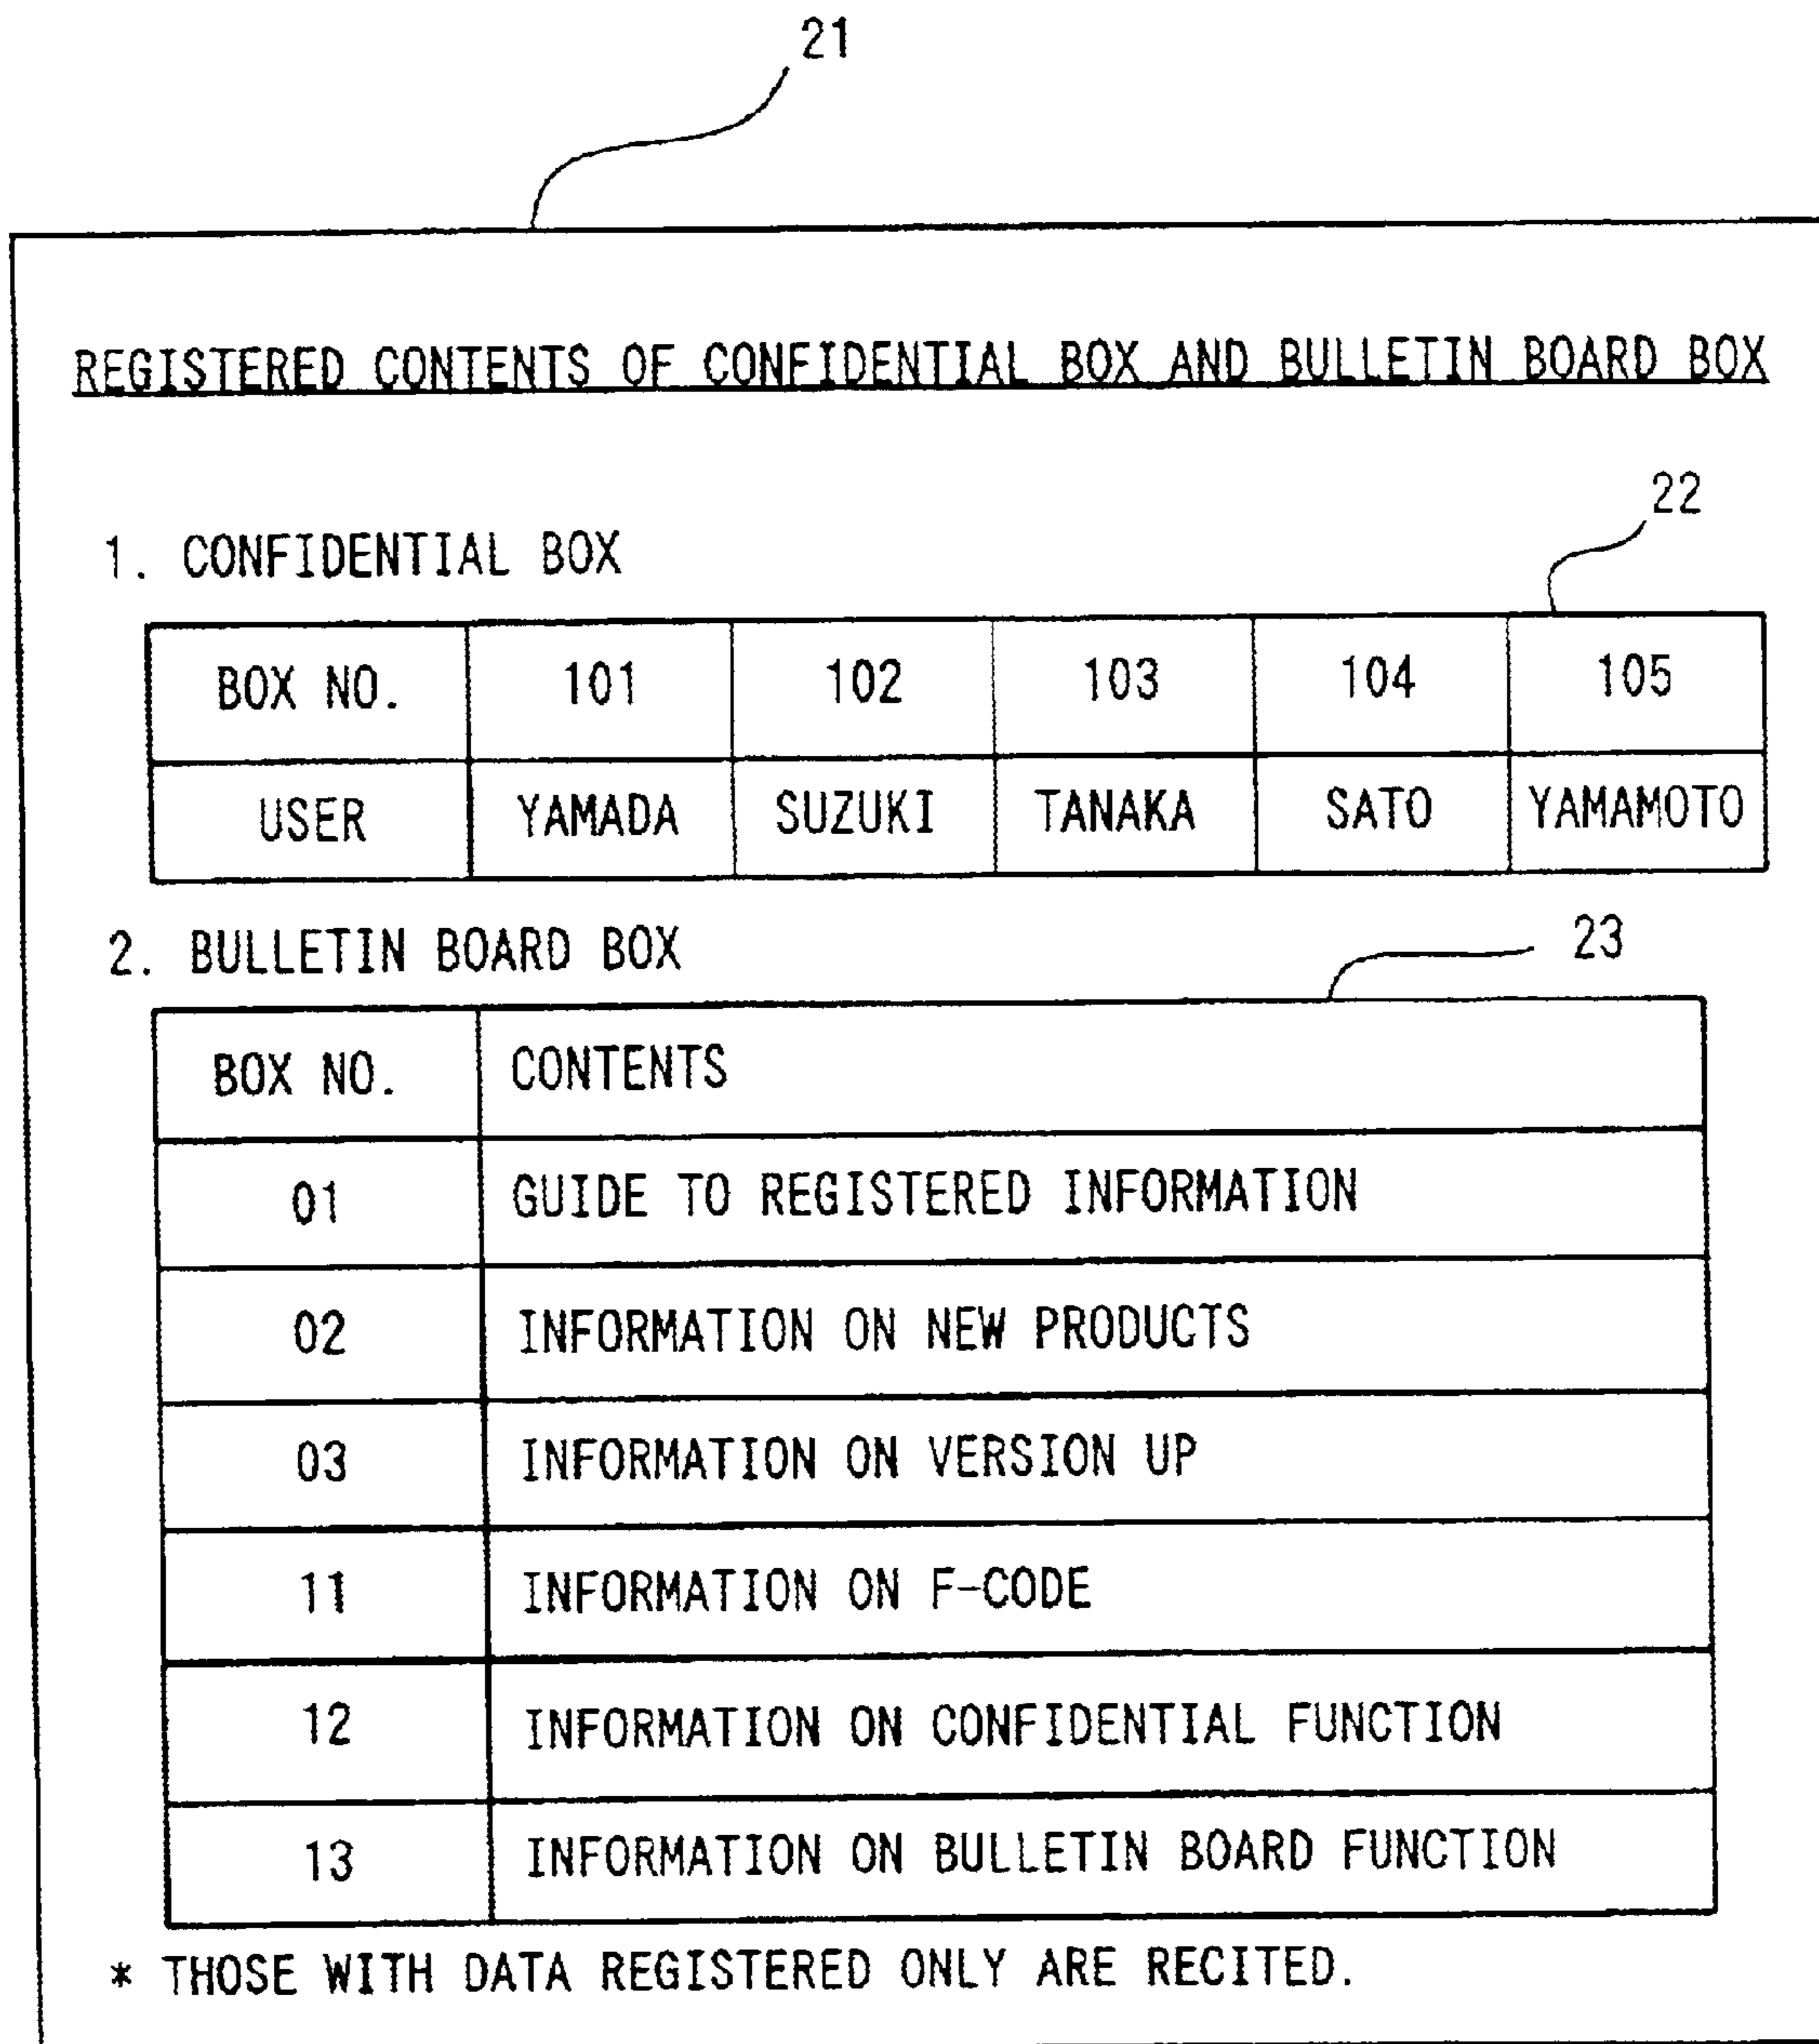 21
REGISTERED CONTENTS OF CONFIDENTIAL BOX AND BULLETIN BOARD BOX
22
1. CONFIDENTIAL BOX
BOX NO. 101 102 103 104 105
USER YAMADA SUZUKI TANAKA SATO YAMAMOTO
2. BULLETIN BOARD BOX 23
BOX NO. CONTENTS
01 GUIDE TO REGISTERED INFORMATION
02 INFORMATION ON NEW PRODUCTS
03 INFORMATION ON VERSION UP
11 INFORMATION ON F-CODE
12 INFORMATION ON CONFIDENTIAL FUNCTION
13 INFORMATION ON BULLETIN BOARD FUNCTION
* THOSE WITH DATA REGISTERED ONLY ARE RECITED.